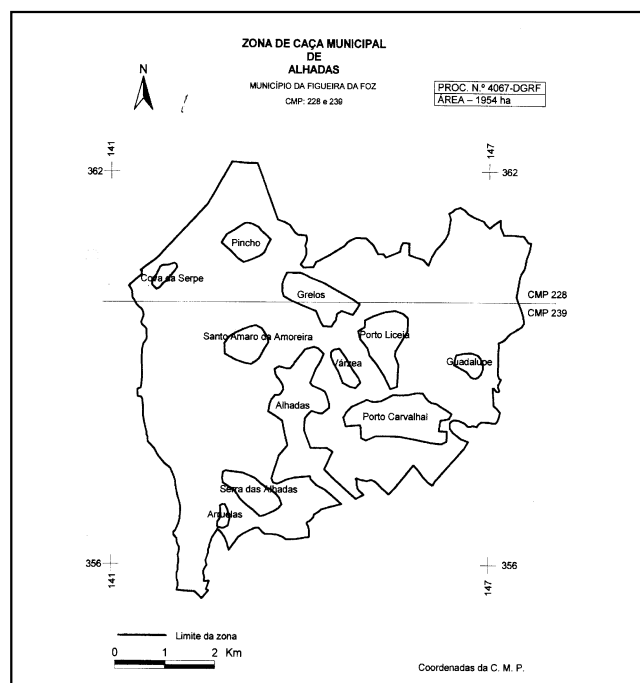 ZONA DE CAÇA MUNICIPAL
DE
ALHADAS
MUNICÍPIO DA FIGUEIRA DA FOZ
CMP: 228 e 239
PROC. N.º 4067-DGRF
ÁREA – 1954 ha
N
141
362
147
362
Pincho
Cova da Serpe
Grelos
CMP 228
CMP 239
Santo Amaro da Amoreira
Porto Liceia
Várzea
Guadalupe
Alhadas
Porto Carvalhal
Serra das Alhadas
356
141
356
147
Limite da zona
0 1 2 Km
Coordenadas da C. M. P.